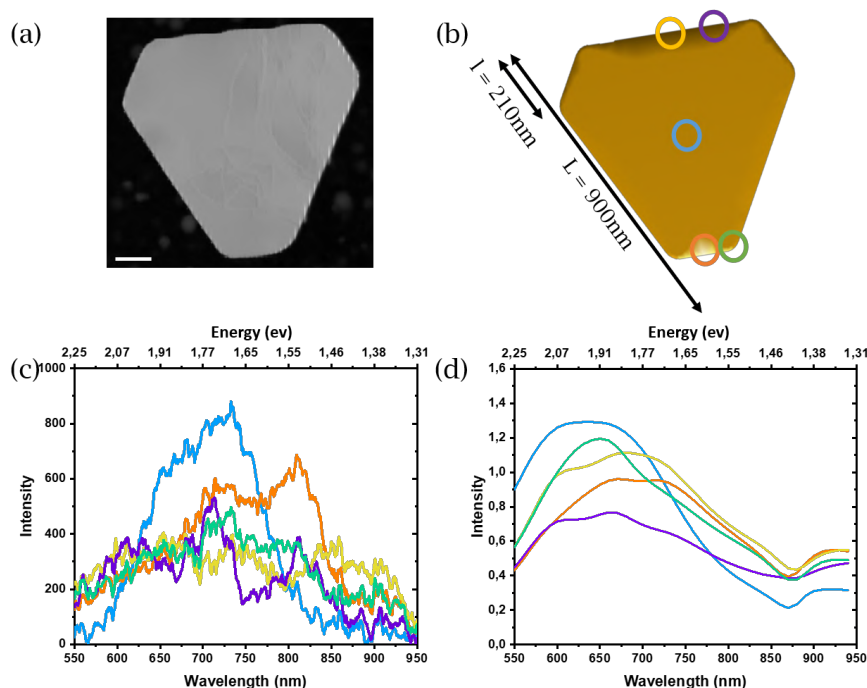 (a)
(b)
l = 210nm
L = 900nm
(c)
Energy (ev)
2,25 2,07 1,91 1,77 1,65 1,55 1,46 1,38 1,31
1000
800
600
400
200
0
Intensity
550 600 650 700 750 800 850 900 950
Wavelength (nm)
(d)
Energy (ev)
2,25 2,07 1,91 1,77 1,65 1,55 1,46 1,38 1,31
1,6
1,4
1,2
1,0
0,8
0,6
0,4
0,2
0,0
Intensity
550 600 650 700 750 800 850 900 950
Wavelength (nm)